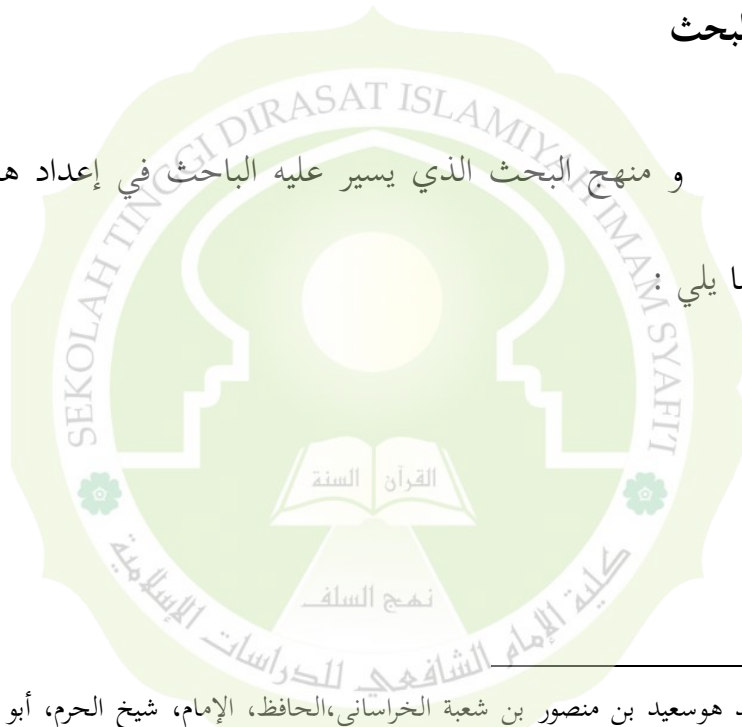 لبحث
SEKOLAH TINGGI DIRASAT ISLAMIYAH IMAM SYAFI'I
و منهج البحث الذي يسير عليه الباحث في إعداد ه
ا يلي :
القرآن السنة
نهج السلف
كلية الإمام الشافعي للدراسات الإسلامية
د هوسعيد بن منصور بن شعبة الخراساني،الحافظ، الإمام، شيخ الحرم، أبو